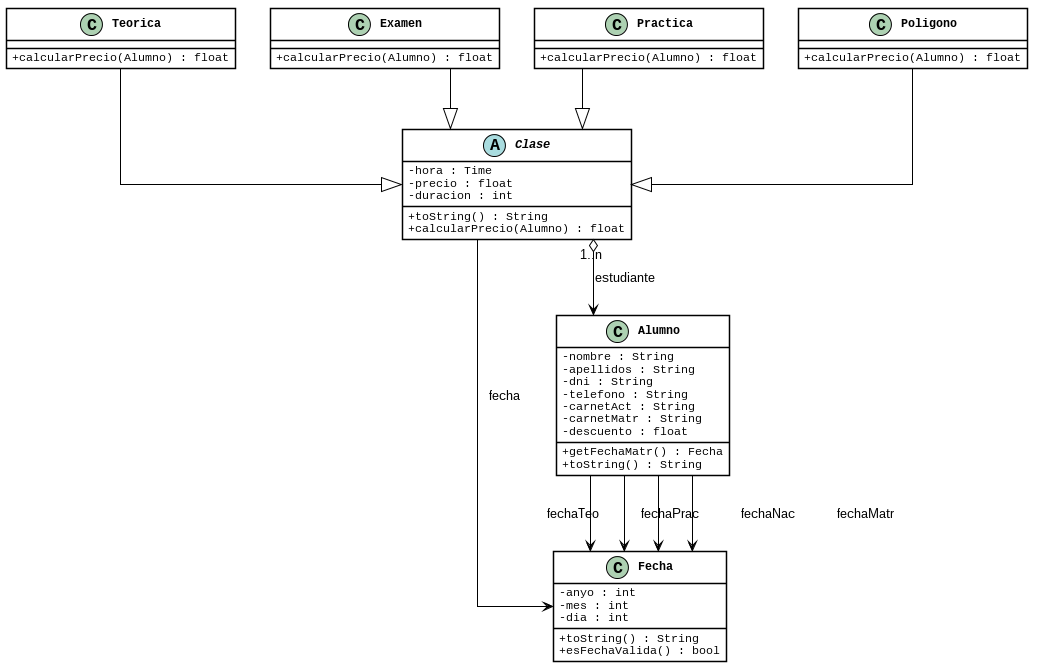 C Teorica
+calcularPrecio(Alumno) : float
C Examen
+calcularPrecio(Alumno) : float
C Practica
+calcularPrecio(Alumno) : float
C Poligono
+calcularPrecio(Alumno) : float
A Clase
-hora : Time
-precio : float
-duracion : int
+toString() : String
+calcularPrecio(Alumno) : float
1..n
estudiante
fecha
C Alumno
-nombre : String
-apellidos : String
-dni : String
-telefono : String
-carnetAct : String
-carnetMatr : String
-descuento : float
+getFechaMatr() : Fecha
+toString() : String
fechaTeo
fechaPrac
fechaNac
fechaMatr
C Fecha
-anyo : int
-mes : int
-dia : int
+toString() : String
+esFechaValida() : bool